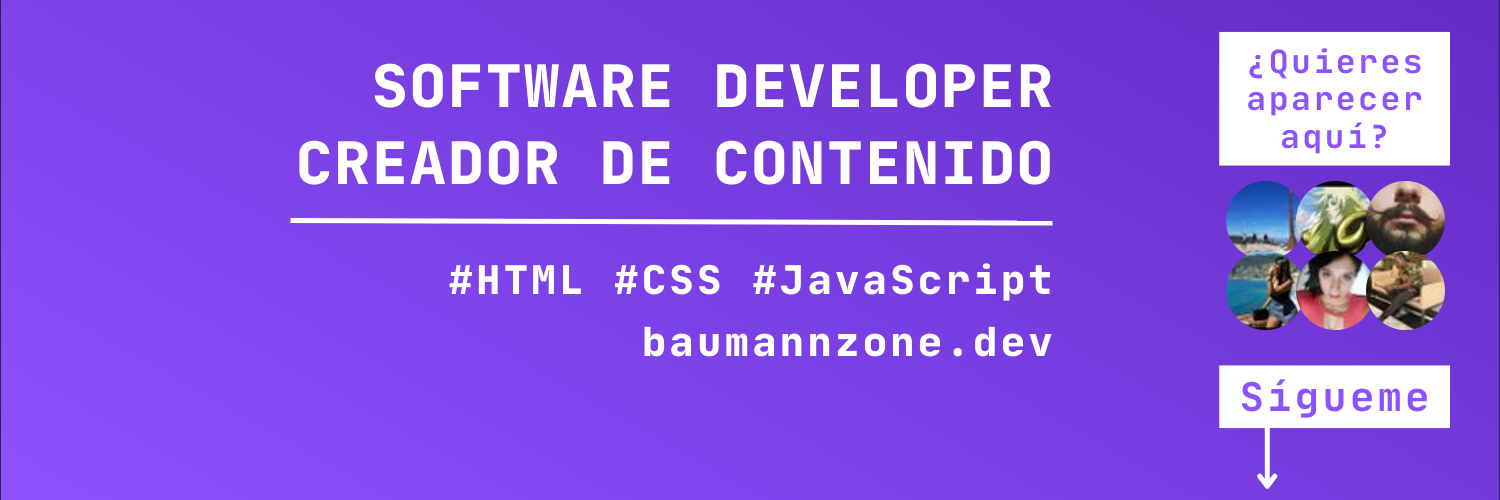 SOFTWARE DEVELOPER
CREADOR DE CONTENIDO
#HTML #CSS #JavaScript
baumannzone.dev
¿Quieres
aparecer
aquí?
Sígueme